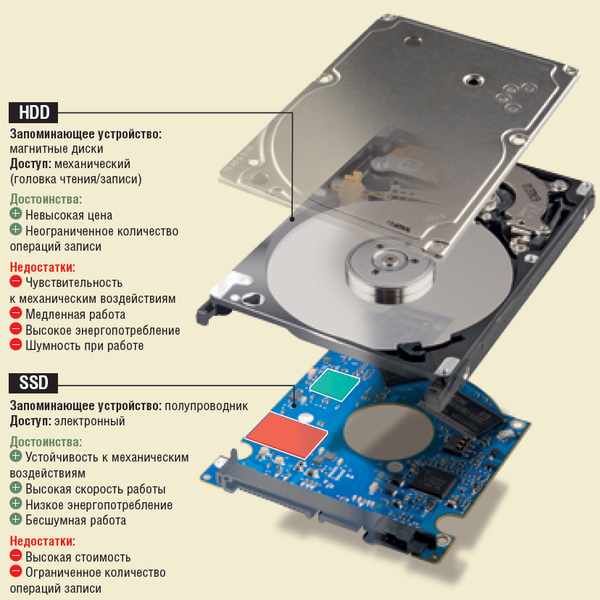 HDD
Запоминающее устройство:
магнитные диски
Доступ: механический
(головка чтения/записи)
Достоинства:
Невысокая цена
Неограниченное количество
операций записи
Недостатки:
Чувствительность
к механическим воздействиям
Медленная работа
Высокое энергопотребление
Шумность при работе
SSD
Запоминающее устройство: полупроводник
Доступ: электронный
Достоинства:
Устойчивость к механическим
воздействиям
Высокая скорость работы
Низкое энергопотребление
Бесшумная работа
Недостатки:
Высокая стоимость
Ограниченное количество
операций записи